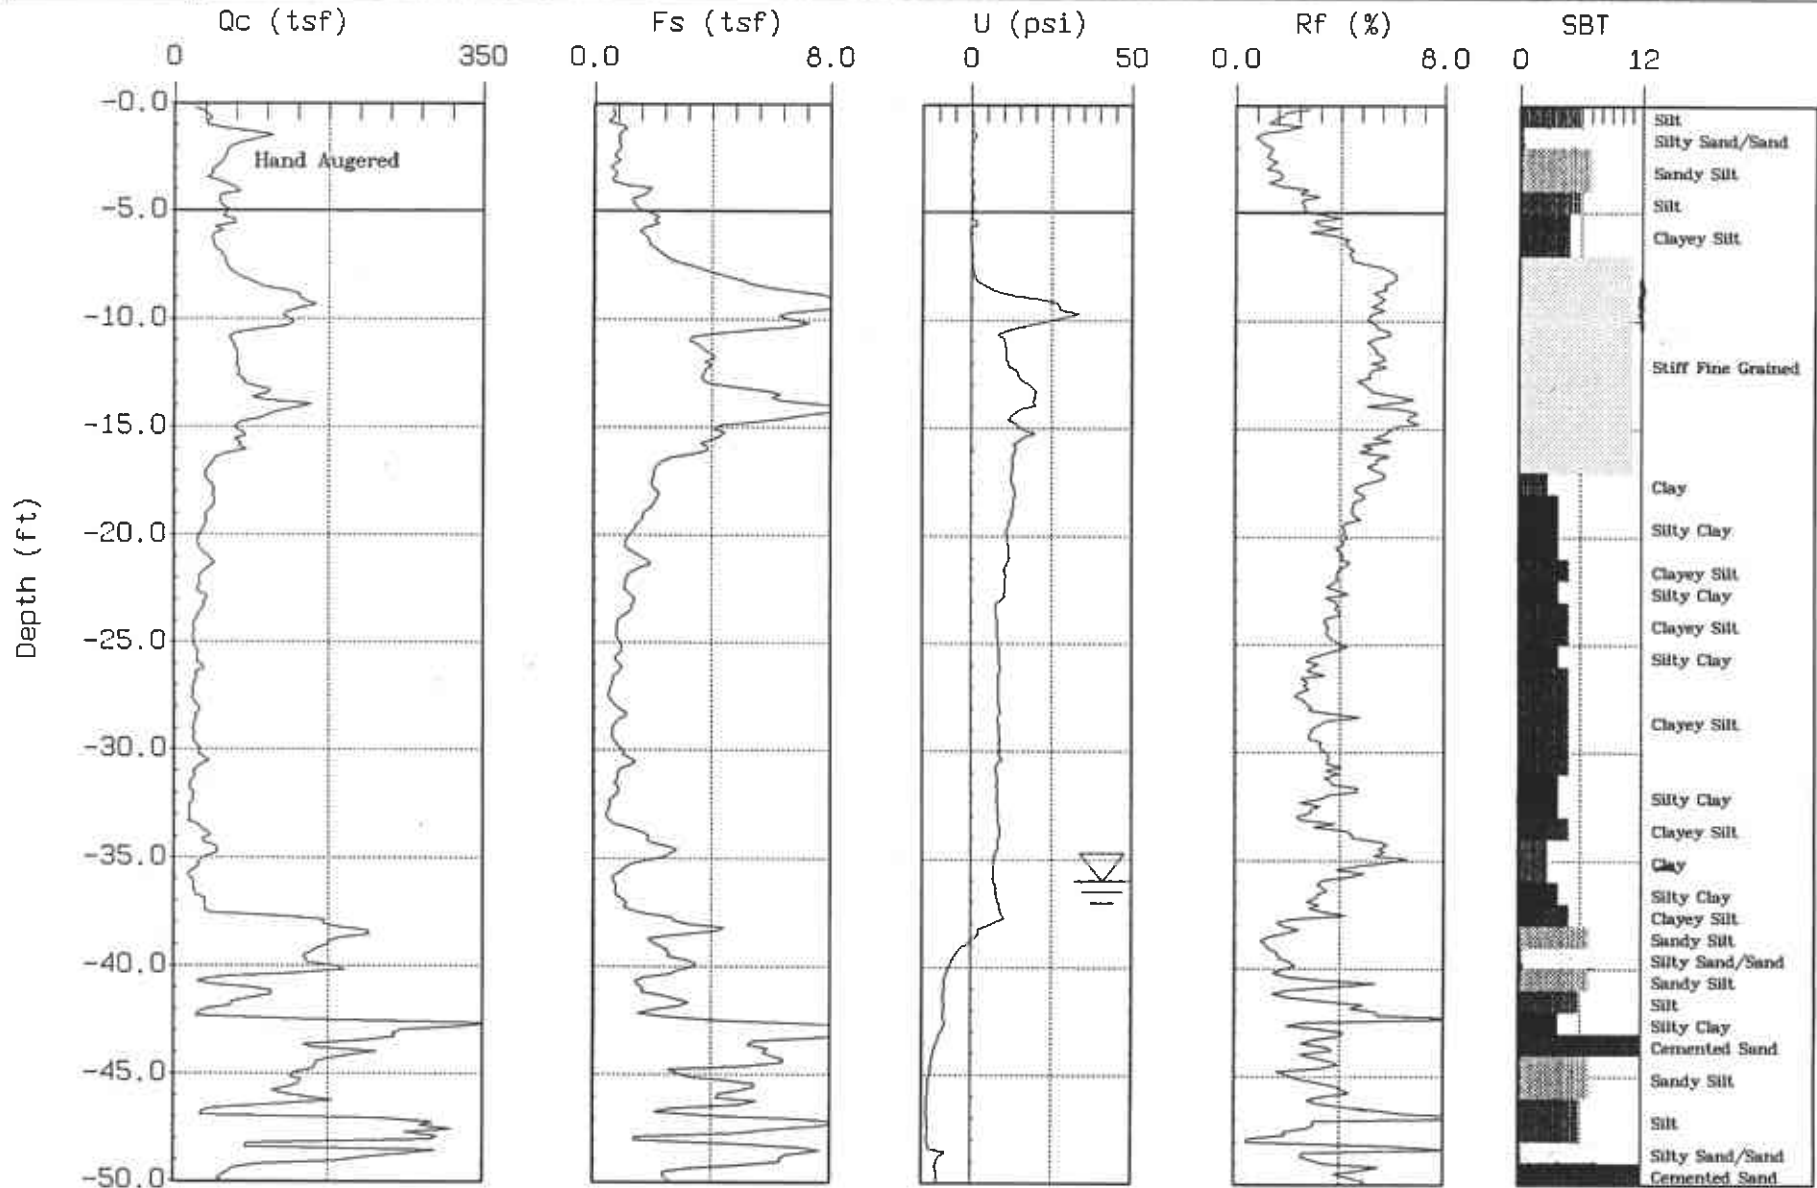 Qc (tsf) Fs (tsf) U (psi) Rf (%) SBT
0 350 0.0 8.0 0 50 0.0 8.0 0 12
-0.0
Silt
Silty Sand/Sand
Hand Augered
Sandy Silt
-5.0
Silt
Clayey Silt
-10.0
Stiff Fine Grained
-15.0
Clay
Depth (ft)
-20.0
Silty Clay
Clayey Silt
Silty Clay
Clayey Silt
-25.0
Silty Clay
Clayey Silt
-30.0
Silty Clay
Clayey Silt
-35.0
Clay
Silty Clay
Clayey Silt
Sandy Silt
-40.0
Silty Sand/Sand
Sandy Silt
Silt
Silty Clay
Cemented Sand
-45.0
Sandy Silt
Silt
Silty Sand/Sand
-50.0
Cemented Sand